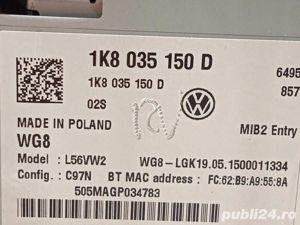 1K8 035 150 D
6495
1K8 035 150 D
857
02S
MADE IN POLAND
MIB2 Entry
WG8
WG8-LGK19.05.1500011334
Model : L56VW2
Config. : C97N
BT MAC address : FC:62:B9:A9:55:8A
505MAGP034783
publi24.ro